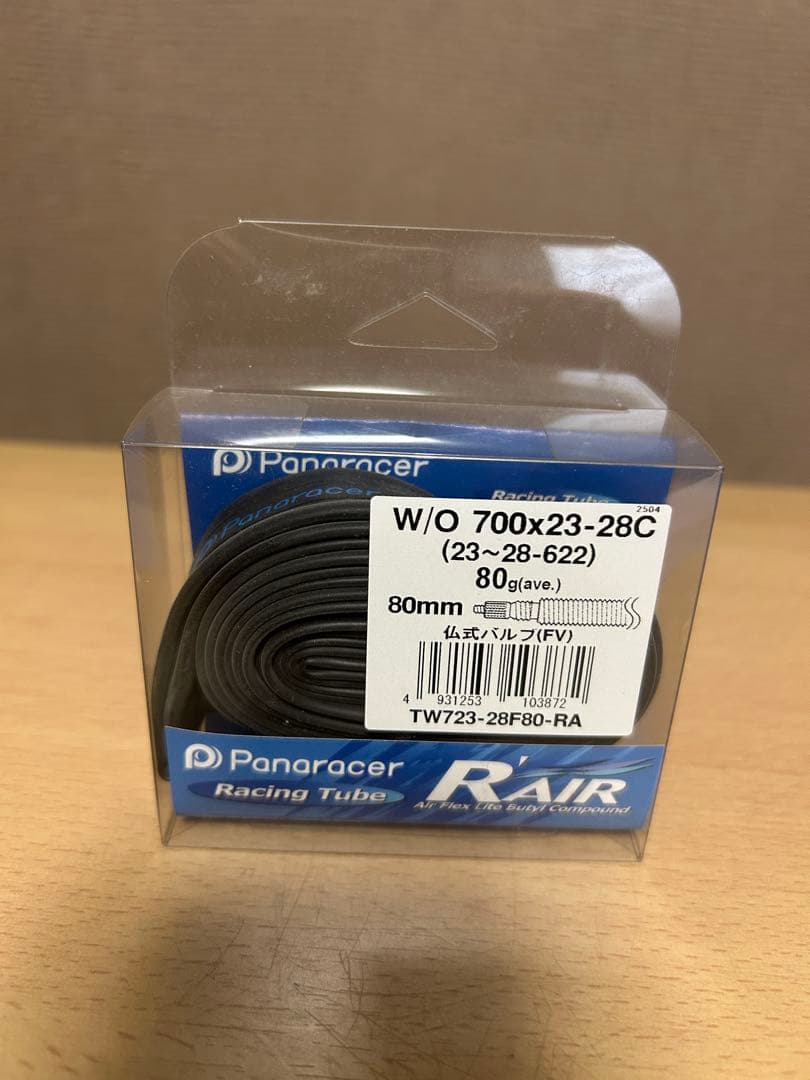 Panaracer
Racing Tube
Panaracer
2504
W/O 700x23-28C
(23～28-622)
80g(ave.)
80mm
仏式バルブ(FV)
4 931253 103872
TW723-28F80-RA
Panaracer
Racing Tube
R'AIR
Air Flex Lite Butyl Compound